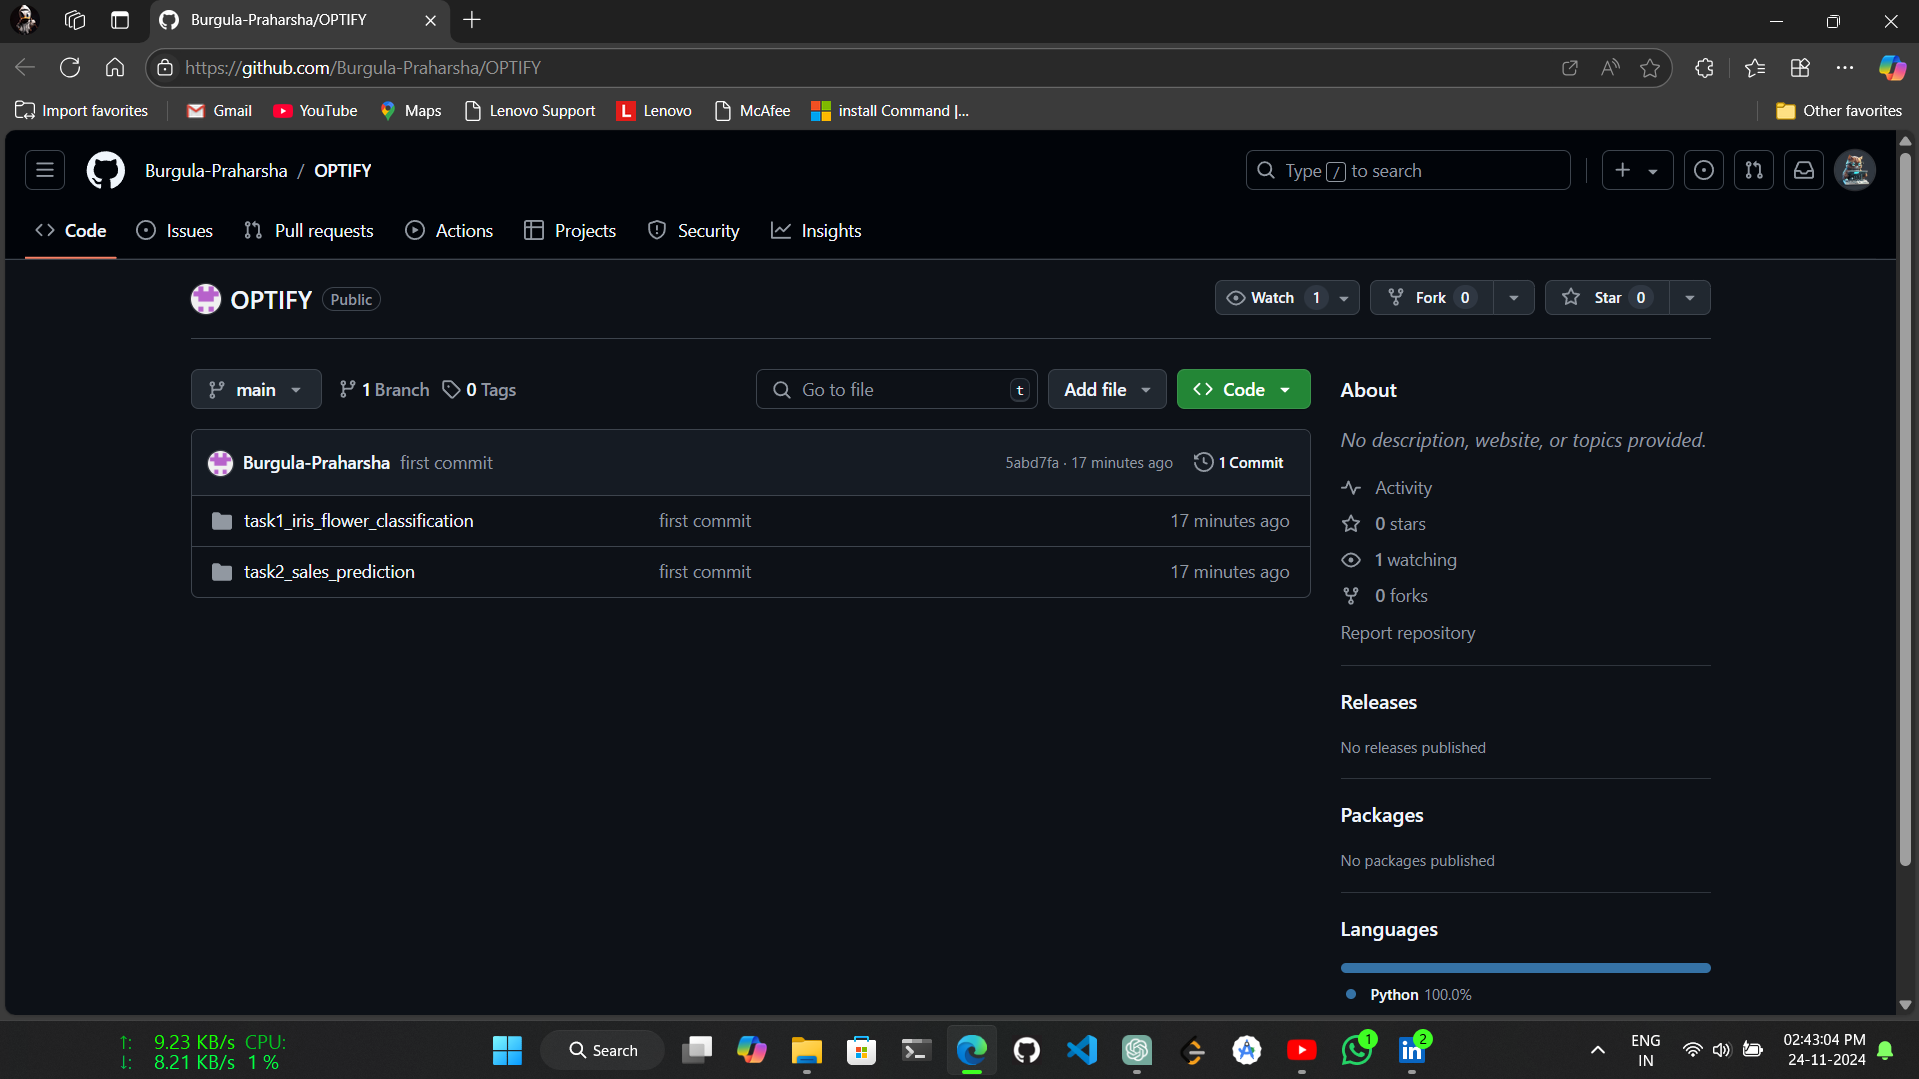 Burgula-Praharsha/OPTIFY
https://github.com/Burgula-Praharsha/OPTIFY
Import favorites
Gmail
YouTube
Maps
Lenovo Support
L Lenovo
McAfee
install Command |...
Other favorites
Burgula-Praharsha / OPTIFY
Type / to search
Code
Issues
Pull requests
Actions
Projects
Security
Insights
OPTIFY Public
Watch 1
Fork 0
Star 0
main
1 Branch
0 Tags
Go to file t
Add file
Code
Burgula-Praharsha first commit 5abd7fa · 17 minutes ago 1 Commit
task1_iris_flower_classification first commit 17 minutes ago
task2_sales_prediction first commit 17 minutes ago
About
No description, website, or topics provided.
Activity
0 stars
1 watching
0 forks
Report repository
Releases
No releases published
Packages
No packages published
Languages
Python 100.0%
↑: 9.23 KB/s CPU:
↓: 8.21 KB/s 1 %
Search
1
in 2
ENG
IN
02:43:04 PM
24-11-2024